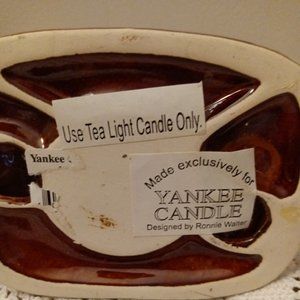 Use Tea Light Candle Only.
Yankee
Made exclusively for
YANKEE
CANDLE
Designed by Ronnie Walter